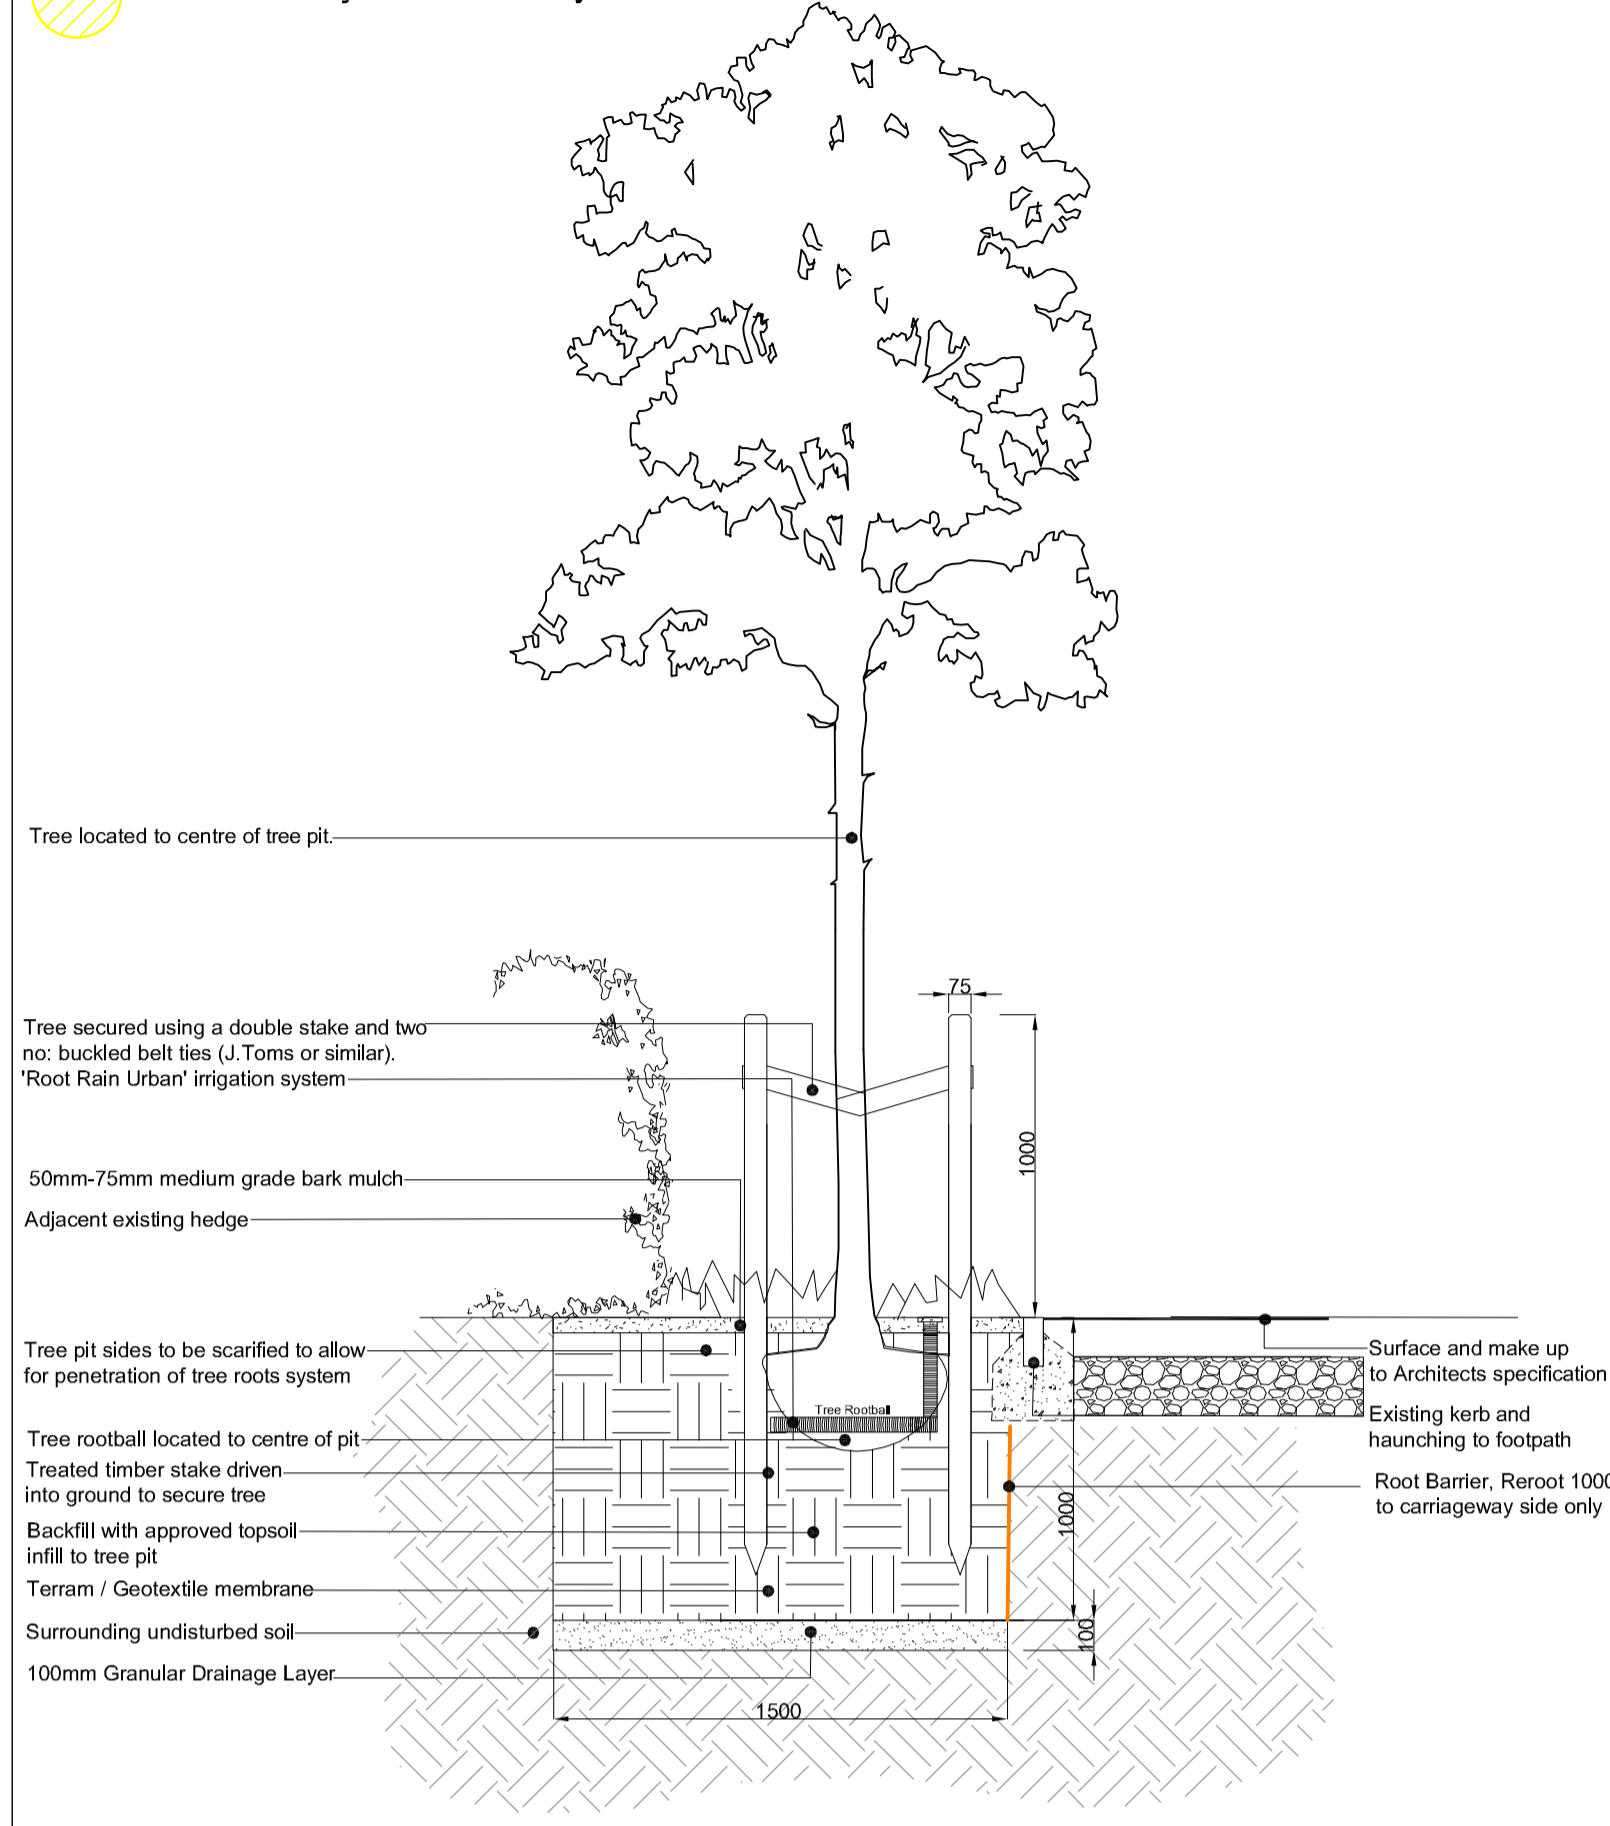 Tree located to centre of tree pit.
75
Tree secured using a double stake and two
no: buckled belt ties (J.Toms or similar).
'Root Rain Urban' irrigation system
1000
50mm-75mm medium grade bark mulch
Adjacent existing hedge
Tree pit sides to be scarified to allow
for penetration of tree roots system
Surface and make up
to Architects specification
Tree Rootball
Existing kerb and
haunching to footpath
Tree rootball located to centre of pit
Treated timber stake driven
into ground to secure tree
Root Barrier, Reroot 1000
to carriageway side only
1000
Backfill with approved topsoil
infill to tree pit
Terram / Geotextile membrane
Surrounding undisturbed soil
100
100mm Granular Drainage Layer
1500